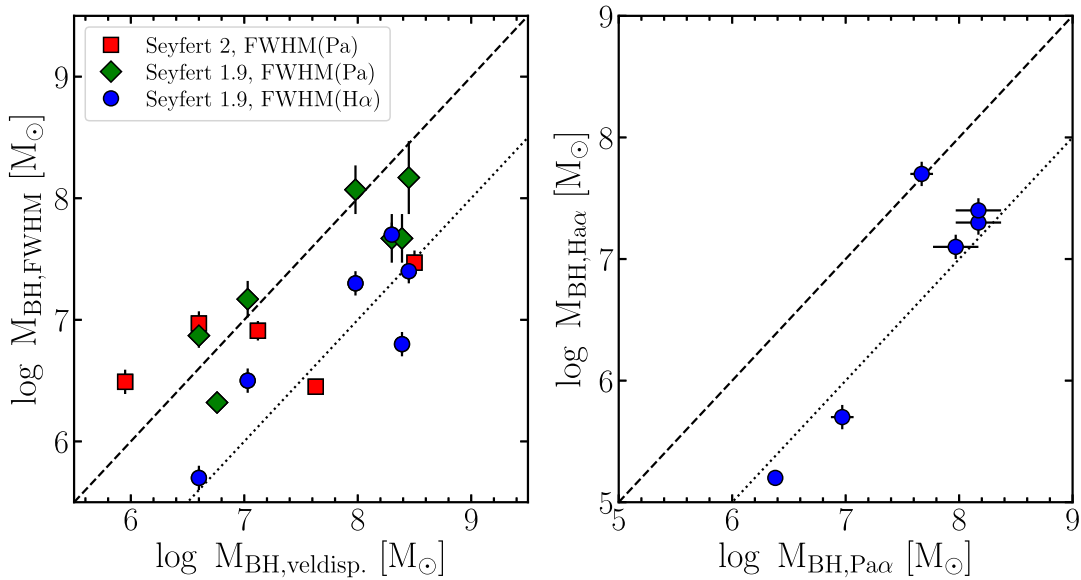 Seyfert 2, FWHM(Pa)
Seyfert 1.9, FWHM(Pa)
Seyfert 1.9, FWHM(Hα)
log M_BH,FWHM [M_⊙]
9
8
7
6
6 7 8 9
log M_BH,veldisp. [M_⊙]
log M_BH,Haα [M_⊙]
9
8
7
6
5
5 6 7 8 9
log M_BH,Paα [M_⊙]